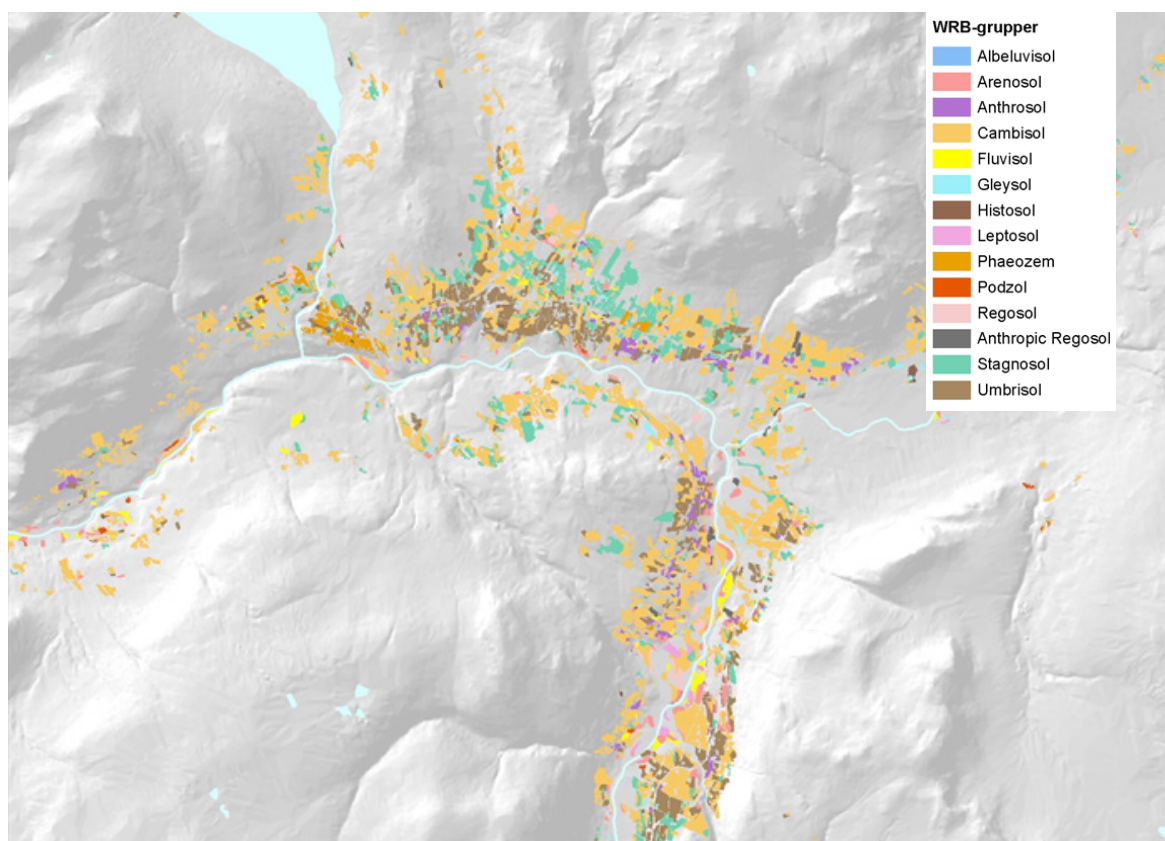 WRB-grupper
Albeluvisol
Arenosol
Anthrosol
Cambisol
Fluvisol
Gleysol
Histosol
Leptosol
Phaeozem
Podzol
Regosol
Anthropic Regosol
Stagnosol
Umbrisol